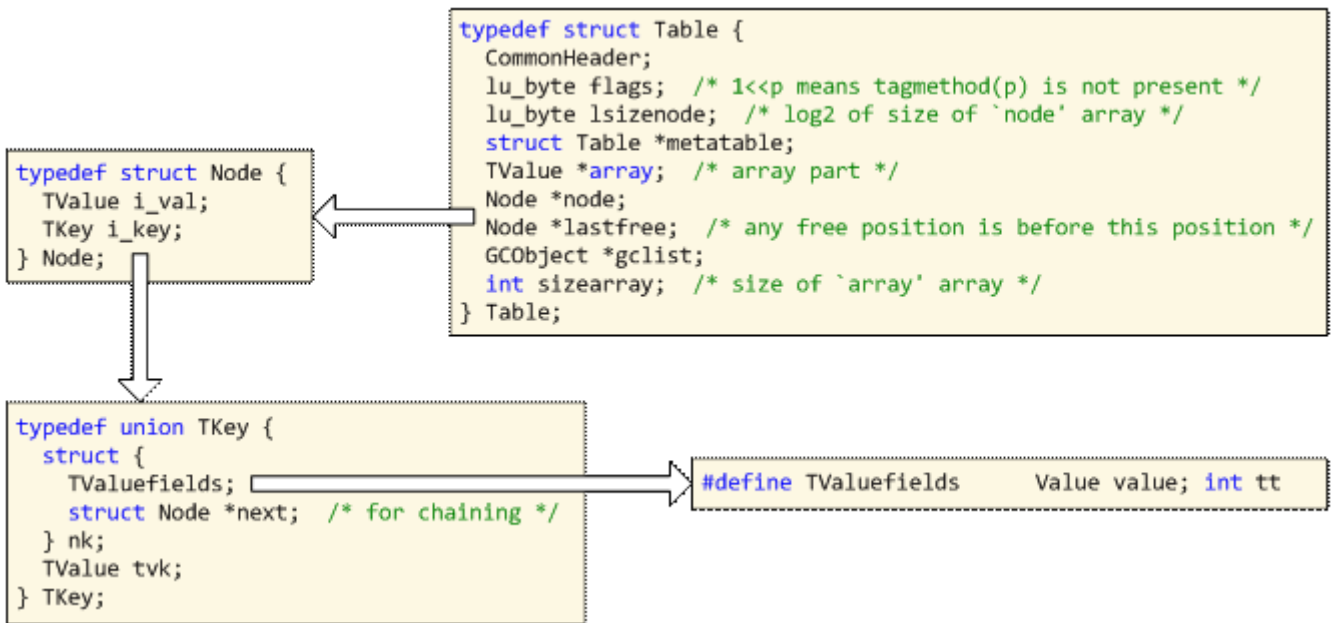 typedef struct Table {
  CommonHeader;
  lu_byte flags;  /* 1<<p means tagmethod(p) is not present */
  lu_byte lsizenode;  /* log2 of size of `node' array */
  struct Table *metatable;
  TValue *array;  /* array part */
  Node *node;
  Node *lastfree;  /* any free position is before this position */
  GCObject *gclist;
  int sizearray;  /* size of `array' array */
} Table;
typedef struct Node {
  TValue i_val;
  TKey i_key;
} Node;
typedef union TKey {
  struct {
    TValuefields;
    struct Node *next;  /* for chaining */
  } nk;
  TValue tvk;
} TKey;
#define TValuefields     Value value; int tt